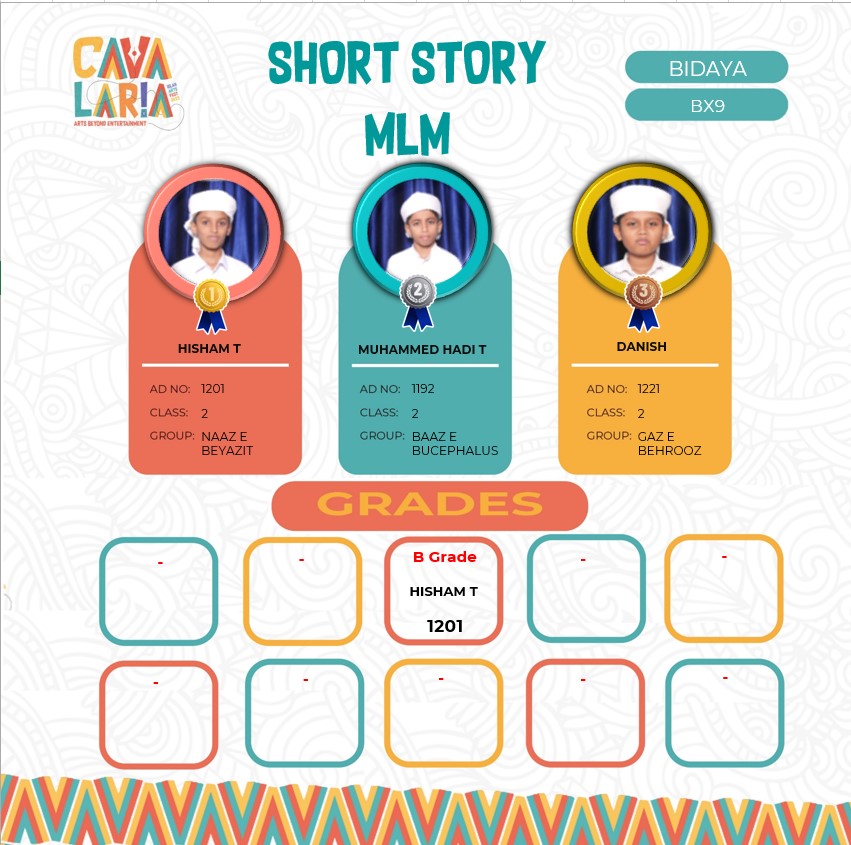 CAVA
LARIA
ARTS BEYOND ENTERTAINMENT
SHORT STORY
MLM
BIDAYA
BX9
1
2
3
HISHAM T
AD NO: 1201
CLASS: 2
GROUP: NAAZ E
BEYAZIT
MUHAMMED HADI T
AD NO: 1192
CLASS: 2
GROUP: BAAZ E
BUCEPHALUS
DANISH
AD NO: 1221
CLASS: 2
GROUP: GAZ E
BEHROOZ
GRADES
-
-
B Grade
HISHAM T
1201
-
-
-
-
-
-
-